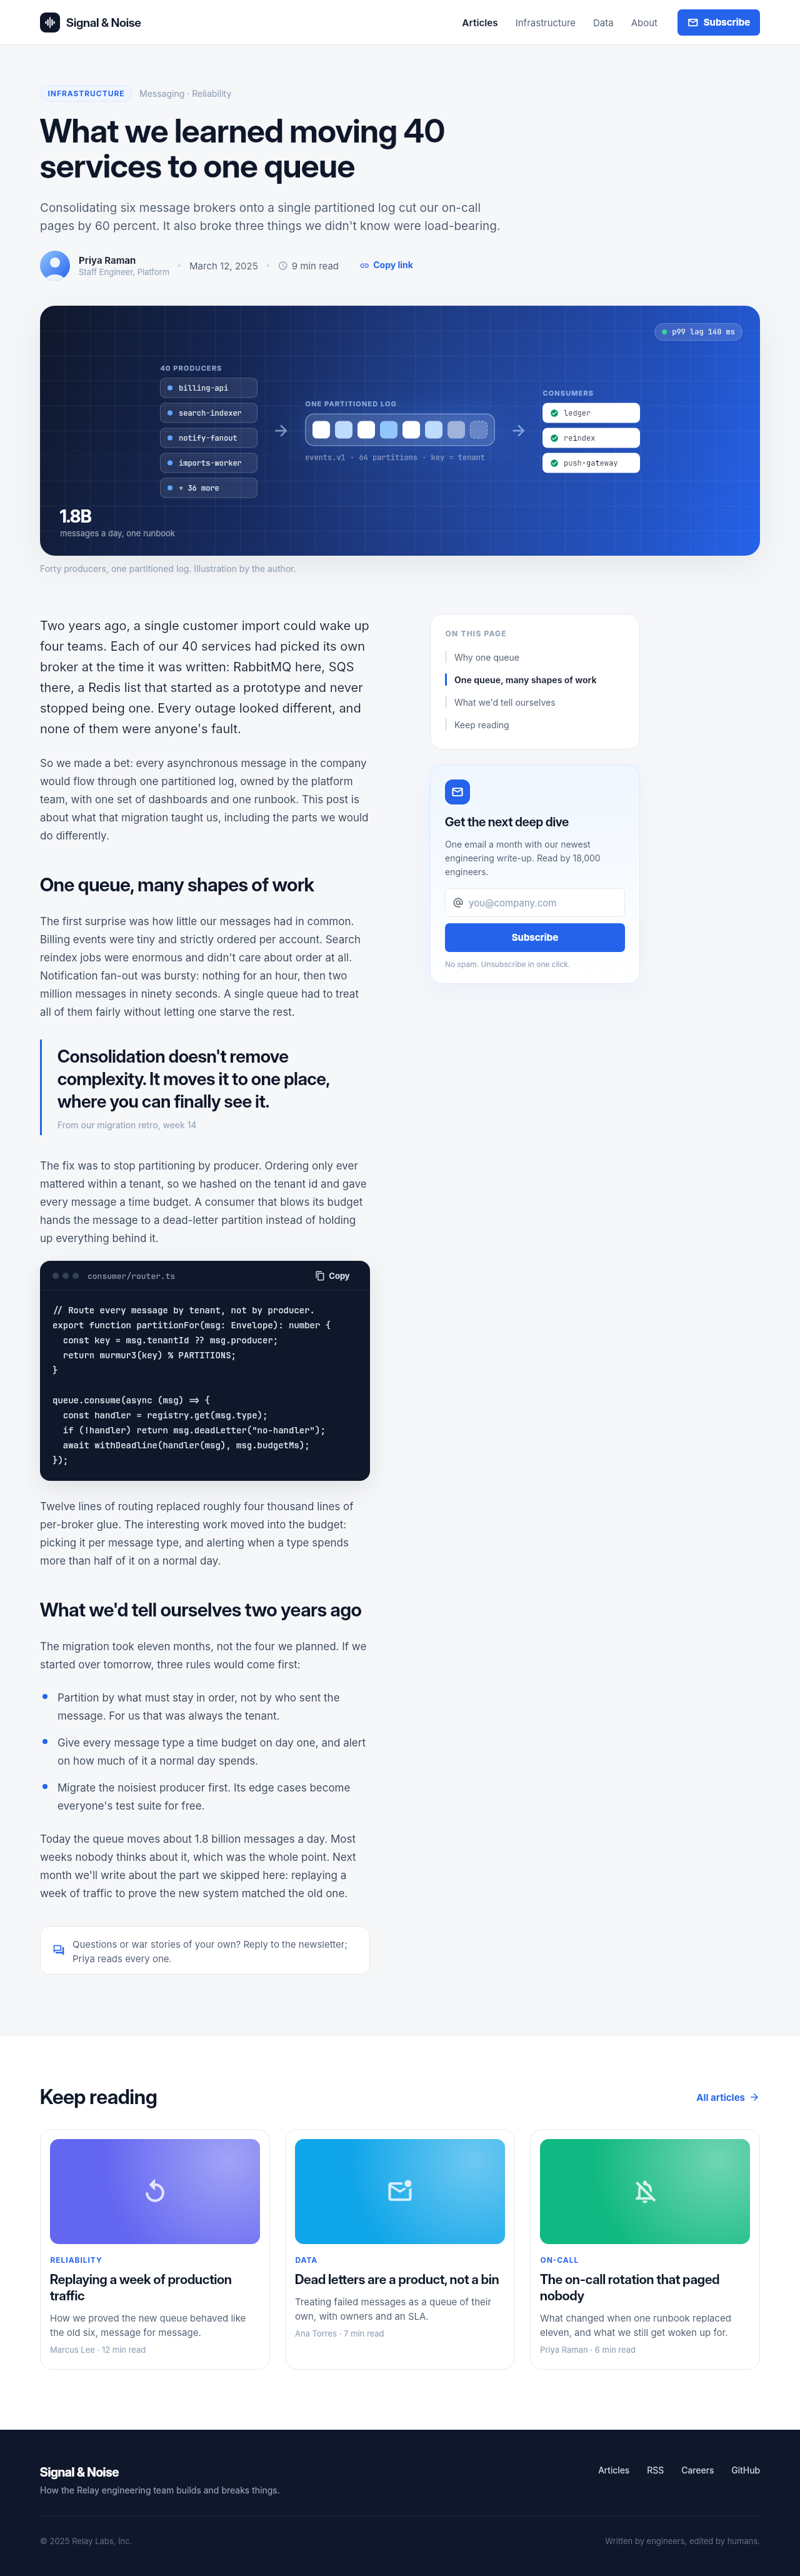 Signal & Noise
Articles
Infrastructure
Data
About
Subscribe
INFRASTRUCTURE
Messaging · Reliability
What we learned moving 40
services to one queue
Consolidating six message brokers onto a single partitioned log cut our on-call
pages by 60 percent. It also broke three things we didn't know were load-bearing.
Priya Raman
Staff Engineer, Platform
March 12, 2025
9 min read
Copy link
p99 lag 140 ms
40 PRODUCERS
billing-api
search-indexer
notify-fanout
imports-worker
+ 36 more
ONE PARTITIONED LOG
events.v1 · 64 partitions · key = tenant
CONSUMERS
ledger
reindex
push-gateway
1.8B
messages a day, one runbook
Forty producers, one partitioned log. Illustration by the author.
Two years ago, a single customer import could wake up
four teams. Each of our 40 services had picked its own
broker at the time it was written: RabbitMQ here, SQS
there, a Redis list that started as a prototype and never
stopped being one. Every outage looked different, and
none of them were anyone's fault.
So we made a bet: every asynchronous message in the company
would flow through one partitioned log, owned by the platform
team, with one set of dashboards and one runbook. This post is
about what that migration taught us, including the parts we would
do differently.
One queue, many shapes of work
The first surprise was how little our messages had in common.
Billing events were tiny and strictly ordered per account. Search
reindex jobs were enormous and didn't care about order at all.
Notification fan-out was bursty: nothing for an hour, then two
million messages in ninety seconds. A single queue had to treat
all of them fairly without letting one starve the rest.
Consolidation doesn't remove
complexity. It moves it to one place,
where you can finally see it.
From our migration retro, week 14
The fix was to stop partitioning by producer. Ordering only ever
mattered within a tenant, so we hashed on the tenant id and gave
every message a time budget. A consumer that blows its budget
hands the message to a dead-letter partition instead of holding
up everything behind it.
consumer/router.ts
Copy
// Route every message by tenant, not by producer.
export function partitionFor(msg: Envelope): number {
  const key = msg.tenantId ?? msg.producer;
  return murmur3(key) % PARTITIONS;
}
queue.consume(async (msg) => {
  const handler = registry.get(msg.type);
  if (!handler) return msg.deadLetter("no-handler");
  await withDeadline(handler(msg), msg.budgetMs);
});
Twelve lines of routing replaced roughly four thousand lines of
per-broker glue. The interesting work moved into the budget:
picking it per message type, and alerting when a type spends
more than half of it on a normal day.
What we'd tell ourselves two years ago
The migration took eleven months, not the four we planned. If we
started over tomorrow, three rules would come first:
Partition by what must stay in order, not by who sent the
message. For us that was always the tenant.
Give every message type a time budget on day one, and alert
on how much of it a normal day spends.
Migrate the noisiest producer first. Its edge cases become
everyone's test suite for free.
Today the queue moves about 1.8 billion messages a day. Most
weeks nobody thinks about it, which was the whole point. Next
month we'll write about the part we skipped here: replaying a
week of traffic to prove the new system matched the old one.
Questions or war stories of your own? Reply to the newsletter;
Priya reads every one.
ON THIS PAGE
Why one queue
One queue, many shapes of work
What we'd tell ourselves
Keep reading
Get the next deep dive
One email a month with our newest
engineering write-up. Read by 18,000
engineers.
you@company.com
Subscribe
No spam. Unsubscribe in one click.
Keep reading
All articles
RELIABILITY
Replaying a week of production
traffic
How we proved the new queue behaved like
the old six, message for message.
Marcus Lee · 12 min read
DATA
Dead letters are a product, not a bin
Treating failed messages as a queue of their
own, with owners and an SLA.
Ana Torres · 7 min read
ON-CALL
The on-call rotation that paged
nobody
What changed when one runbook replaced
eleven, and what we still get woken up for.
Priya Raman · 6 min read
Signal & Noise
How the Relay engineering team builds and breaks things.
Articles
RSS
Careers
GitHub
© 2025 Relay Labs, Inc.
Written by engineers, edited by humans.